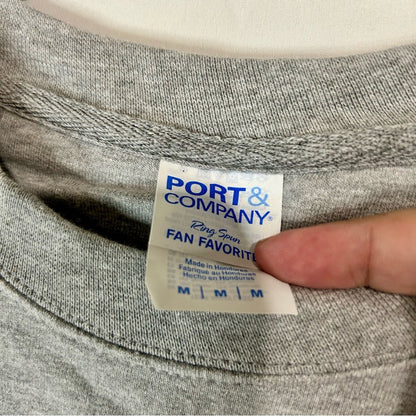 PORT&
COMPANY®
Ring Spun
FAN FAVORITE
Made in Honduras
Fabriqué au Honduras
Hecho en Honduras
M | M | M